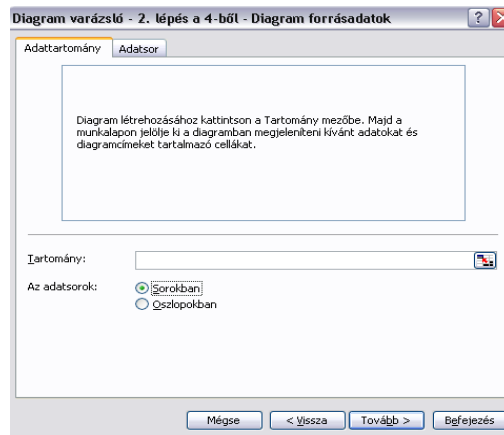 Diagram varázsló - 2. lépés a 4-ből - Diagram forrásadatok
Adattartomány Adatsor
Diagram létrehozásához kattintson a Tartomány mezőbe. Majd a
munkalapon jelölje ki a diagramban megjeleníteni kívánt adatokat és
diagramcímeket tartalmazó cellákat.
Tartomány:
Az adatsorok: Sorokban
Oszlopokban
Mégse < Vissza Tovább > Befejezés